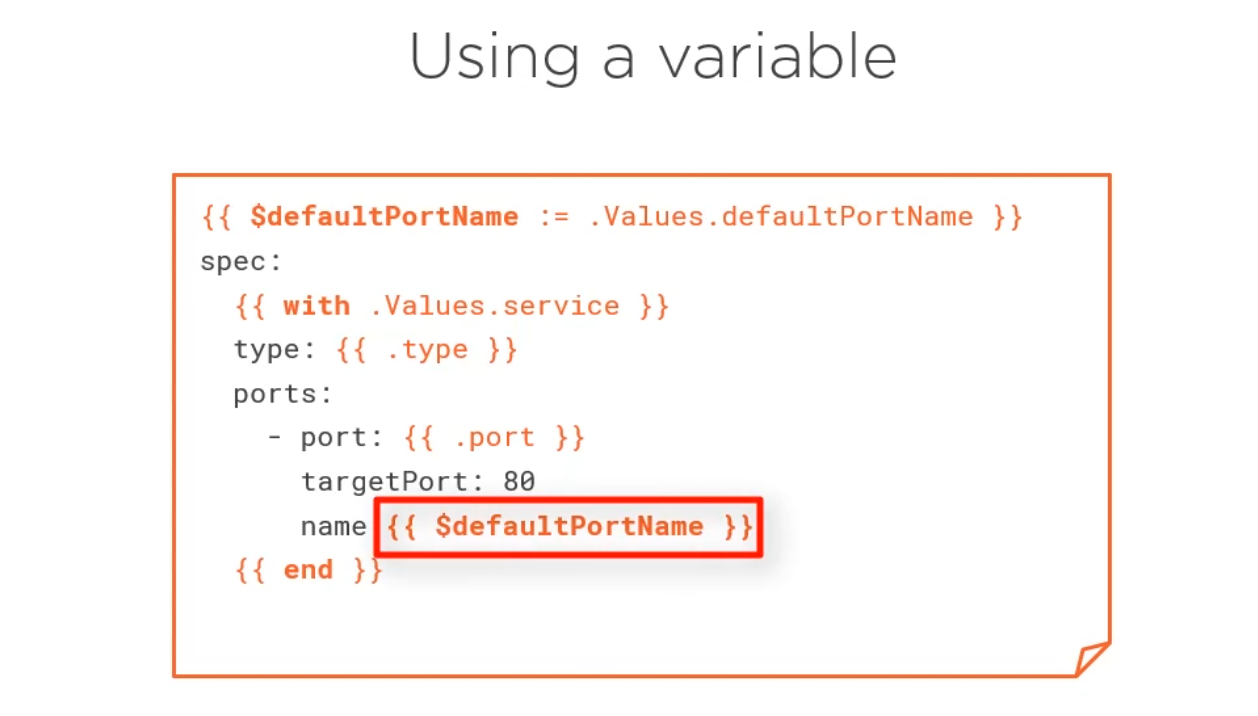 Using a variable
{{ $defaultPortName := .Values.defaultPortName }}
spec:
{{ with .Values.service }}
type: {{ .type }}
ports:
- port: {{ .port }}
targetPort: 80
name {{ $defaultPortName }}
{{ end }}